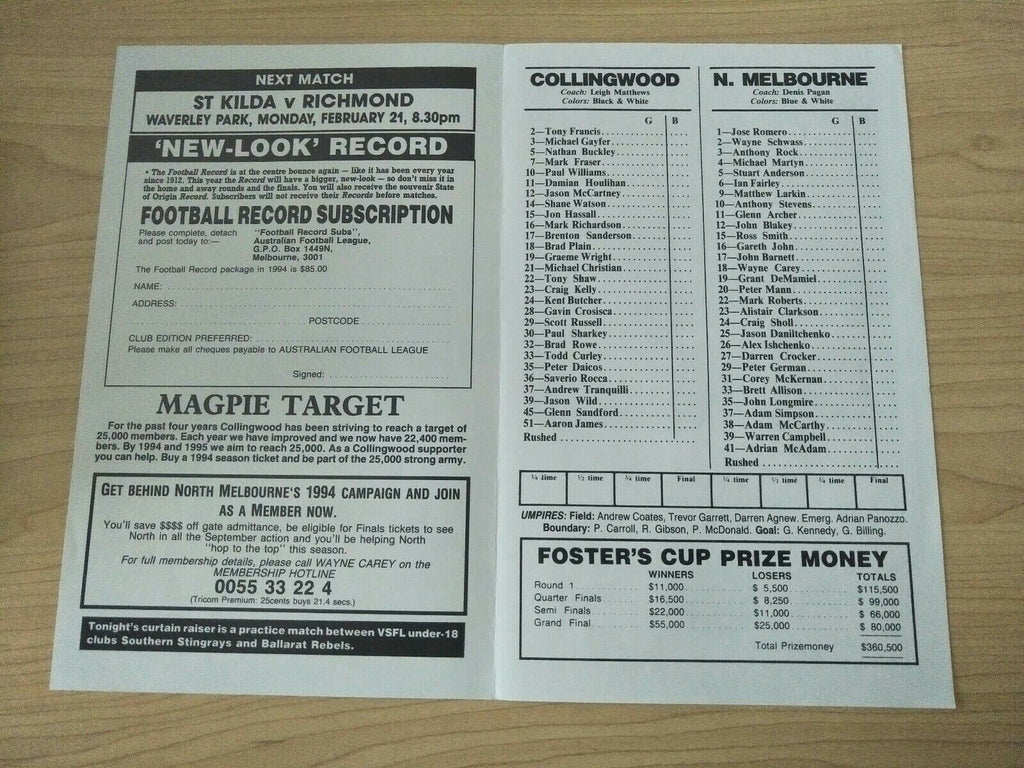 NEXT MATCH
ST KILDA v RICHMOND
WAVERLEY PARK, MONDAY, FEBRUARY 21, 8.30pm
'NEW-LOOK' RECORD
• The Football Record is at the centre bounce again — like it has been every year
since 1912. This year the Record will have a bigger, new-look — so don't miss it in
the home and away rounds and the finals. You will also receive the souvenir State
of Origin Record. Subscribers will not receive their Records before matches.
FOOTBALL RECORD SUBSCRIPTION
Please complete, detach
and post today to:—
"Football Record Subs",
Australian Football League,
G.P.O. Box 1449N,
Melbourne, 3001
The Football Record package in 1994 is $85.00
NAME:
ADDRESS:
POSTCODE
CLUB EDITION PREFERRED:
Please make all cheques payable to AUSTRALIAN FOOTBALL LEAGUE
Signed:
MAGPIE TARGET
For the past four years Collingwood has been striving to reach a target of
25,000 members. Each year we have improved and we now have 22,400 mem-
bers. By 1994 and 1995 we aim to reach 25,000. As a Collingwood supporter
you can help. Buy a 1994 season ticket and be part of the 25,000 strong army.
GET BEHIND NORTH MELBOURNE'S 1994 CAMPAIGN AND JOIN
AS A MEMBER NOW.
You'll save $$$$ off gate admittance, be eligible for Finals tickets to see
North in all the September action and you'll be helping North
"hop to the top" this season.
For full membership details, please call WAYNE CAREY on the
MEMBERSHIP HOTLINE
0055 33 22 4
(Tricom Premium: 25cents buys 21.4 secs.)
Tonight's curtain raiser is a practice match between VSFL under-18
clubs Southern Stingrays and Ballarat Rebels.
COLLINGWOOD
Coach: Leigh Matthews
Colors: Black & White
G B
2—Tony Francis
3—Michael Gayfer
5—Nathan Buckley
7—Mark Fraser
10—Paul Williams
11—Damian Houlihan
12—Jason McCartney
14—Shane Watson
15—Jon Hassall
16—Mark Richardson
17—Brenton Sanderson
18—Brad Plain
19—Graeme Wright
21—Michael Christian
22—Tony Shaw
23—Craig Kelly
24—Kent Butcher
28—Gavin Crosisca
29—Scott Russell
30—Paul Sharkey
32—Brad Rowe
33—Todd Curley
35—Peter Daicos
36—Saverio Rocca
37—Andrew Tranquilli
39—Jason Wild
45—Glenn Sandford
51—Aaron James
Rushed
N. MELBOURNE
Coach: Denis Pagan
Colors: Blue & White
G B
1—Jose Romero
2—Wayne Schwass
3—Anthony Rock
4—Michael Martyn
5—Stuart Anderson
6—Ian Fairley
9—Matthew Larkin
10—Anthony Stevens
11—Glenn Archer
12—John Blakey
15—Ross Smith
16—Gareth John
17—John Barnett
18—Wayne Carey
19—Grant DeMamiel
20—Peter Mann
22—Mark Roberts
23—Alistair Clarkson
24—Craig Sholl
25—Jason Daniltchenko
26—Alex Ishchenko
27—Darren Crocker
29—Peter German
31—Corey McKernan
33—Brett Allison
35—John Longmire
37—Adam Simpson
38—Adam McCarthy
39—Warren Campbell
41—Adrian McAdam
Rushed
¼ time ½ time ¾ time Final ¼ time ½ time ¾ time Final
UMPIRES: Field: Andrew Coates, Trevor Garrett, Darren Agnew. Emerg. Adrian Panozzo.
Boundary: P. Carroll, R. Gibson, P. McDonald. Goal: G. Kennedy, G. Billing.
FOSTER'S CUP PRIZE MONEY
WINNERS LOSERS TOTALS
Round 1 $11,000 $ 5,500 $115,500
Quarter Finals $16,500 $ 8,250 $ 99,000
Semi Finals $22,000 $11,000 $ 66,000
Grand Final $55,000 $25,000 $ 80,000
Total Prizemoney $360,500